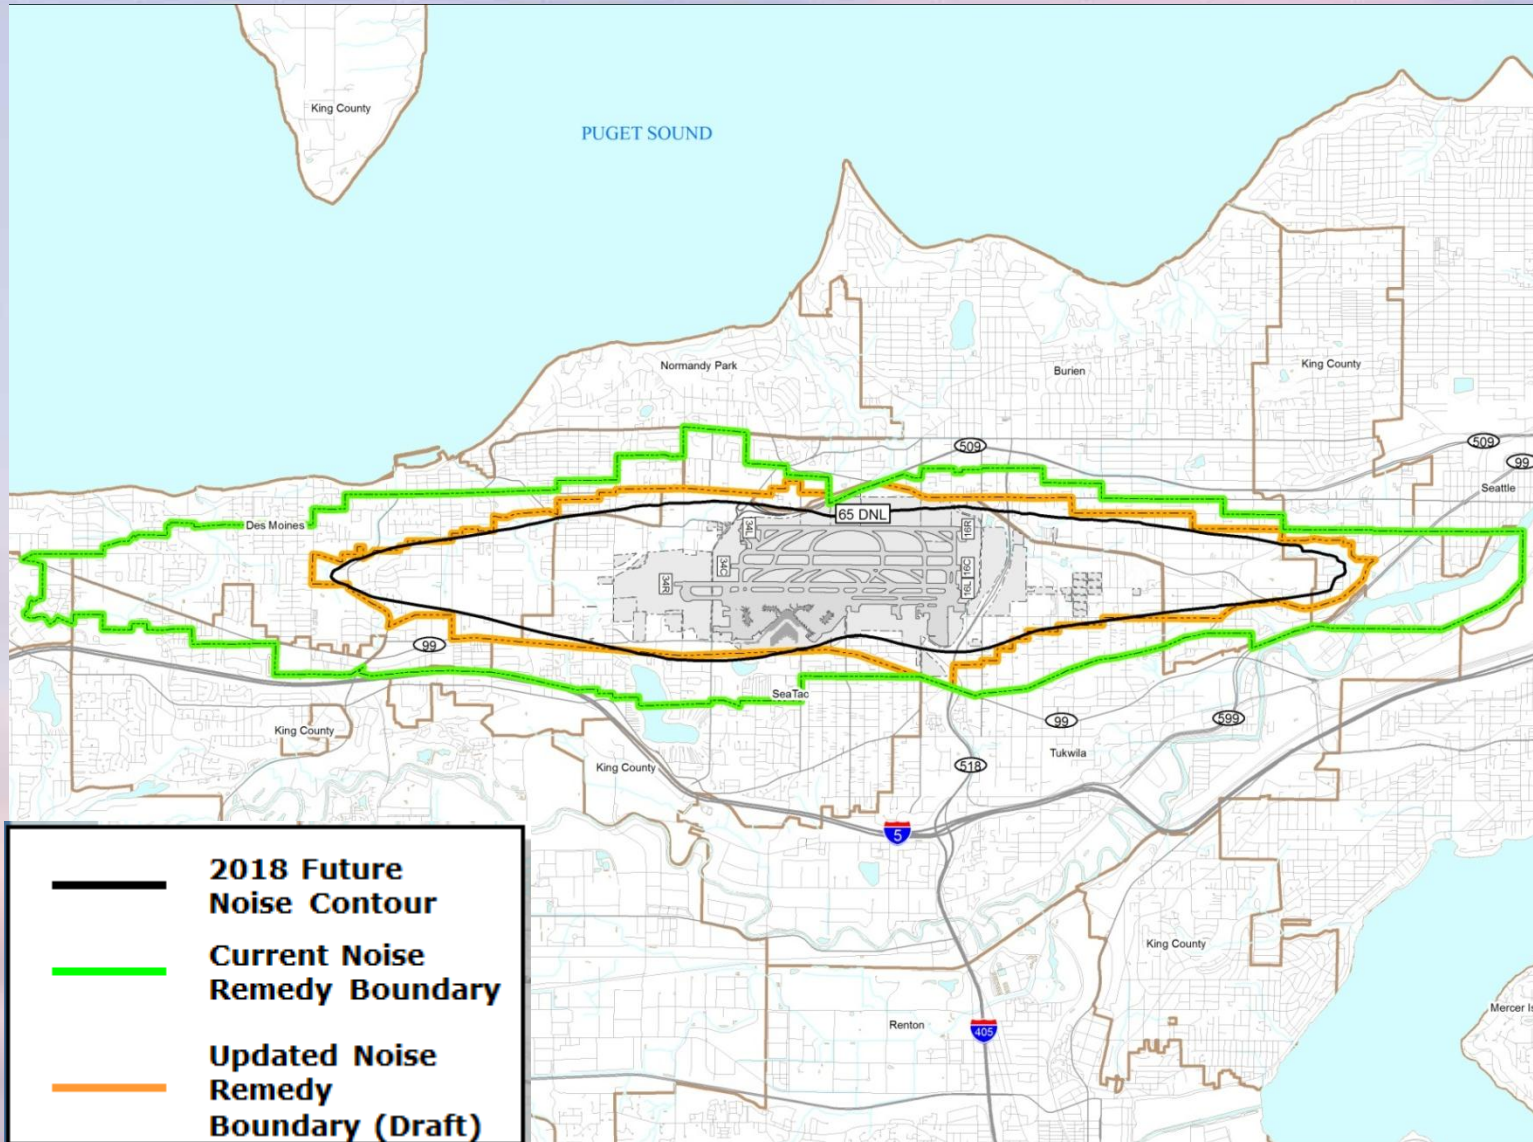 King County
PUGET SOUND
Normandy Park
Burien
King County
509
509
99
Seattle
65 DNL
Des Moines
34L
34C
34R
16R
16C
16L
99
SeaTac
King County
King County
99
599
Tukwila
518
5
King County
Renton
405
Mercer Is
2018 Future
Noise Contour
Current Noise
Remedy Boundary
Updated Noise
Remedy
Boundary (Draft)